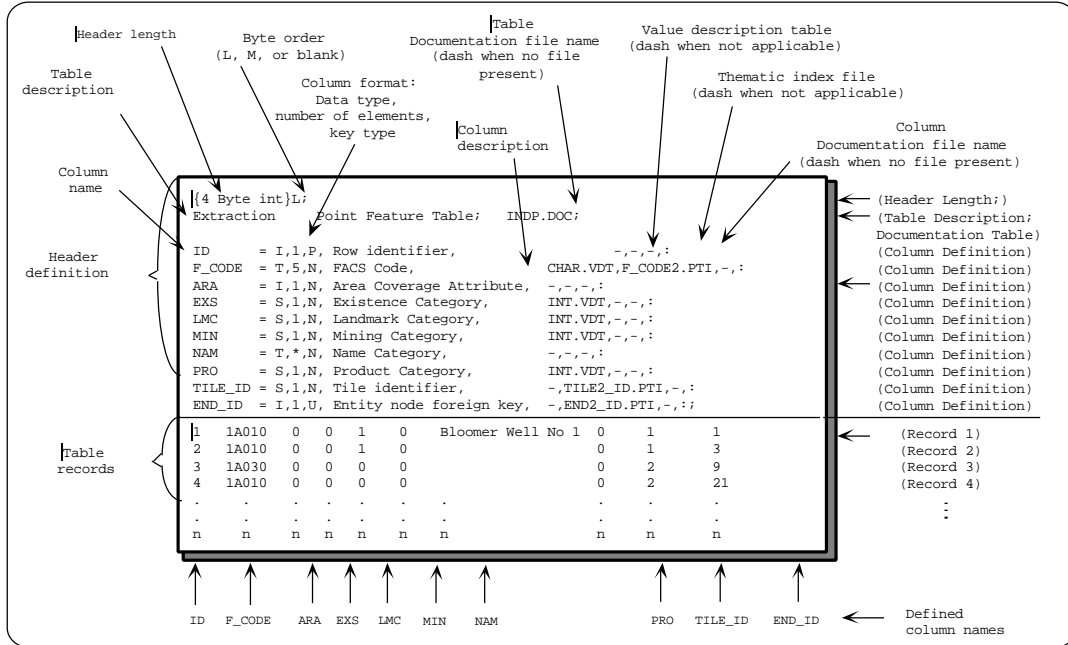 Header length
Byte order
(L, M, or blank)
Table
Documentation file name
(dash when no file
present)
Value description table
(dash when not applicable)
Table
description
Column format:
Data type,
number of elements,
key type
Thematic index file
(dash when not applicable)
Column
description
Column
Documentation file name
(dash when no file present)
Column
name
Header
definition
{4 Byte int}L;
Extraction Point Feature Table; INDP.DOC;
ID = I,1,P, Row identifier, -,-,-,:
F_CODE = T,5,N, FACS Code, CHAR.VDT,F_CODE2.PTI,-,:
ARA = I,1,N, Area Coverage Attribute, -,-,-,:
EXS = S,1,N, Existence Category, INT.VDT,-,-,:
LMC = S,1,N, Landmark Category, INT.VDT,-,-,:
MIN = S,1,N, Mining Category, INT.VDT,-,-,:
NAM = T,*,N, Name Category, -,-,-,:
PRO = S,1,N, Product Category, INT.VDT,-,-,:
TILE_ID = S,1,N, Tile identifier, -,TILE2_ID.PTI,-,:
END_ID = I,1,U, Entity node foreign key, -,END2_ID.PTI,-,:;
(Header Length;)
(Table Description;
Documentation Table)
(Column Definition)
(Column Definition)
(Column Definition)
(Column Definition)
(Column Definition)
(Column Definition)
(Column Definition)
(Column Definition)
(Column Definition)
(Column Definition)
Table
records
1 1A010 0 0 1 0 Bloomer Well No 1 0 1 1
2 1A010 0 0 1 0 0 1 3
3 1A030 0 0 0 0 0 2 9
4 1A010 0 0 0 0 0 2 21
. . . . . . . . . .
. . . . . . . . . .
n n n n n n n n n n
(Record 1)
(Record 2)
(Record 3)
(Record 4)
ID F_CODE ARA EXS LMC MIN NAM PRO TILE_ID END_ID
Defined
column names